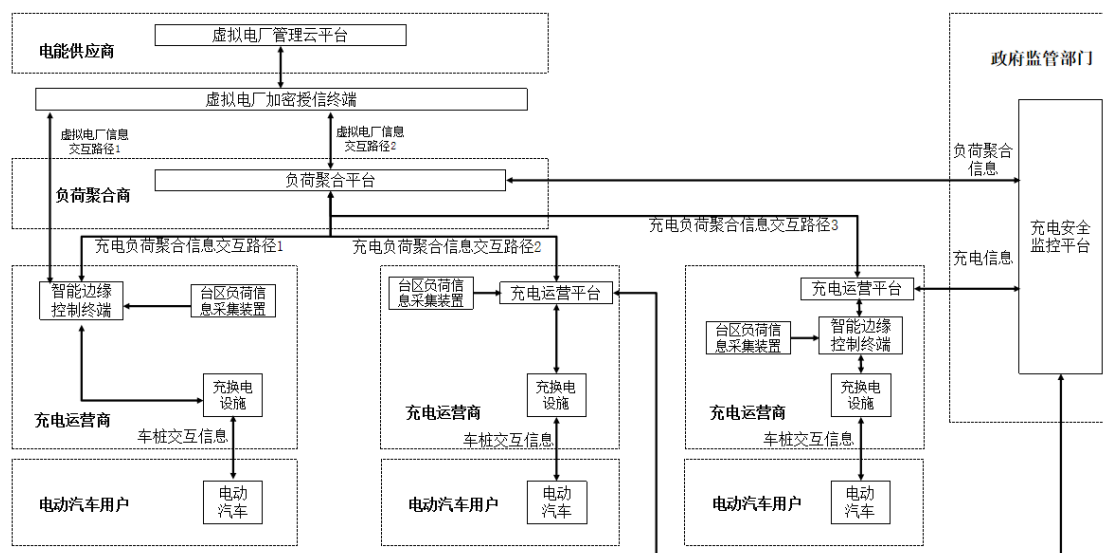 虚拟电厂管理云平台
电能供应商
政府监管部门
虚拟电厂加密授信终端
虚拟电厂信息
交互路径1
虚拟电厂信息
交互路径2
负荷聚合信息
负荷聚合平台
负荷聚合商
充电负荷聚合信息交互路径1
充电负荷聚合信息交互路径2
充电负荷聚合信息交互路径3
充电安全
监控平台
充电信息
智能边缘
控制终端
台区负荷信
息采集装置
充换电
设施
充电运营商
车桩交互信息
电动汽车用户
电动
汽车
台区负荷信
息采集装置
充电运营平台
充换电
设施
充电运营商
车桩交互信息
电动汽车用户
电动
汽车
充电运营平台
台区负荷信
息采集装置
智能边缘
控制终端
充换电
设施
充电运营商
车桩交互信息
电动汽车用户
电动
汽车